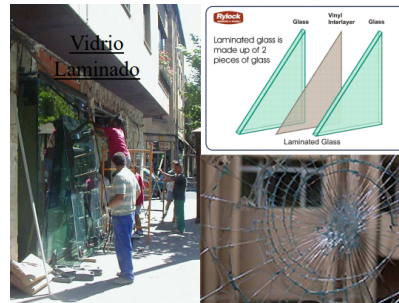 Vidrio
Laminado
Rylock
Glass
Vinyl
Interlayer
Glass
Laminated glass is
made up of 2
pieces of glass
Laminated Glass